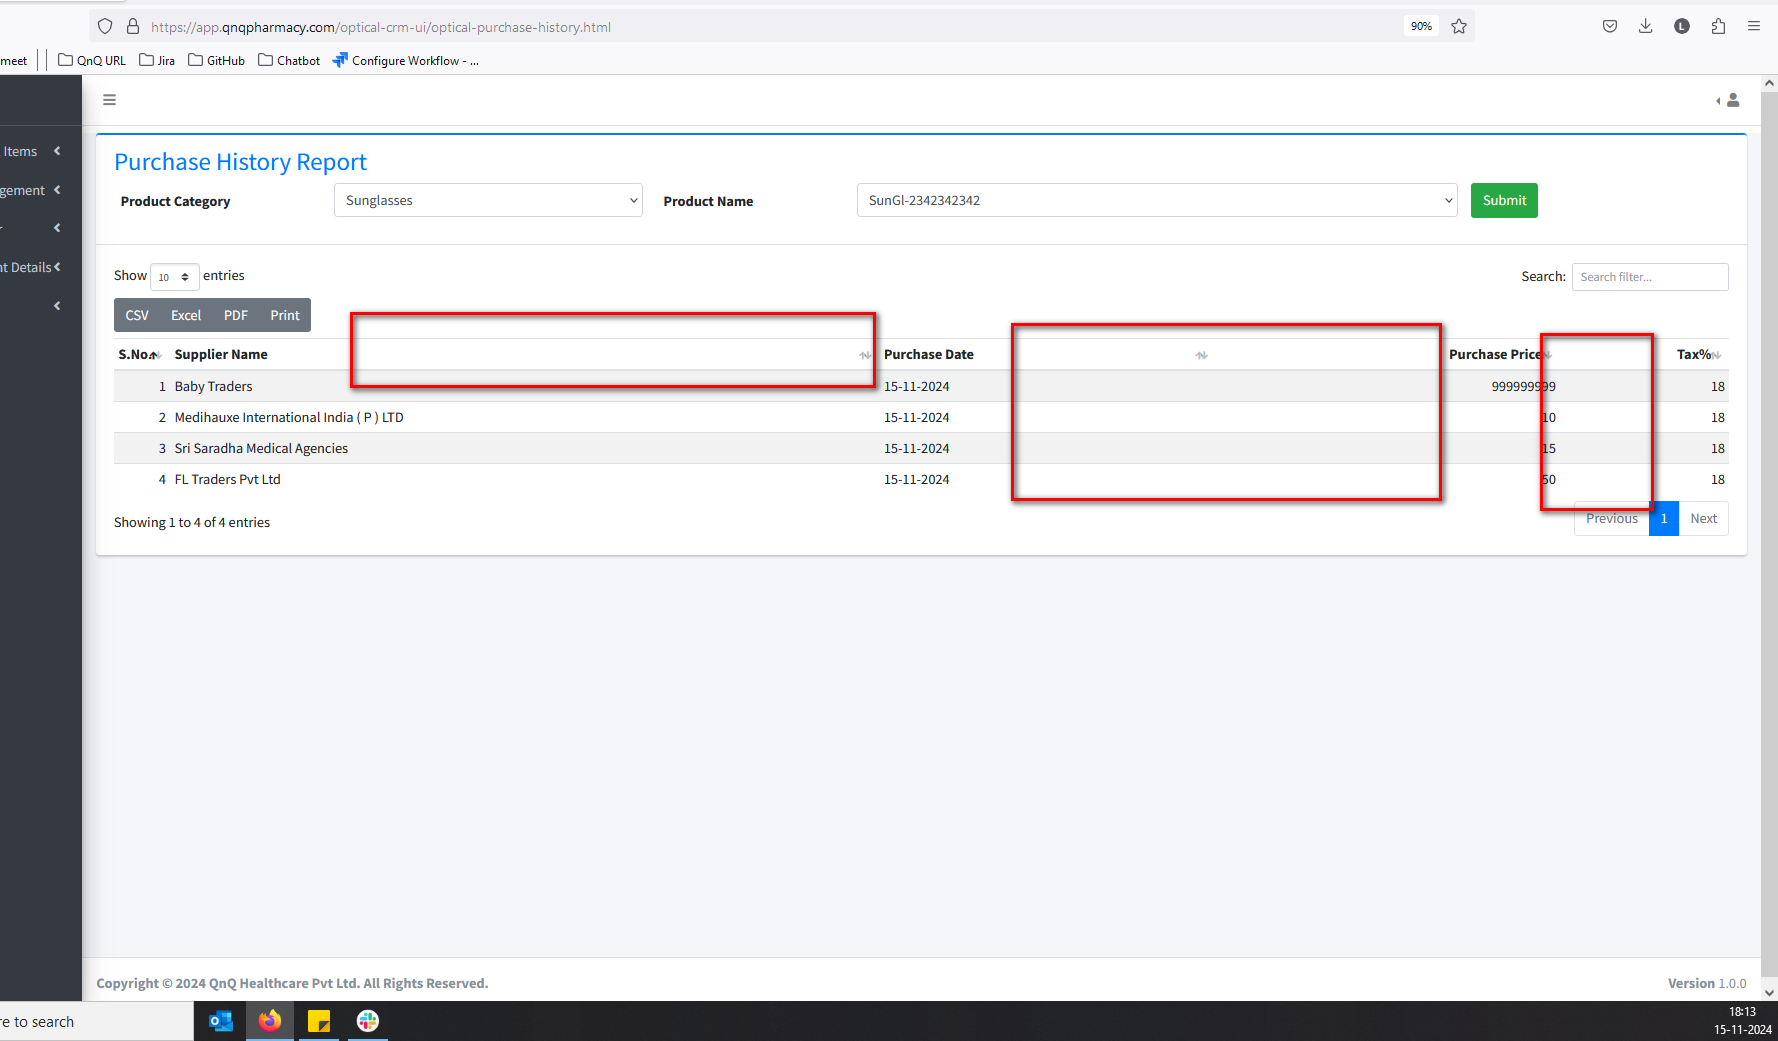 https://app.qnqpharmacy.com/optical-crm-ui/optical-purchase-history.html 90% L
meet QnQ URL Jira GitHub Chatbot Configure Workflow - ...
Items
gement
r
nt Details
Purchase History Report
Product Category Sunglasses Product Name SunGl-2342342342 Submit
Show 10 entries Search: Search filter...
CSV Excel PDF Print
S.No. Supplier Name Purchase Date Purchase Price Tax%
1 Baby Traders 15-11-2024 999999999 18
2 Medihauxe International India ( P ) LTD 15-11-2024 10 18
3 Sri Saradha Medical Agencies 15-11-2024 15 18
4 FL Traders Pvt Ltd 15-11-2024 50 18
Showing 1 to 4 of 4 entries Previous 1 Next
Copyright © 2024 QnQ Healthcare Pvt Ltd. All Rights Reserved. Version 1.0.0
re to search
18:13
15-11-2024